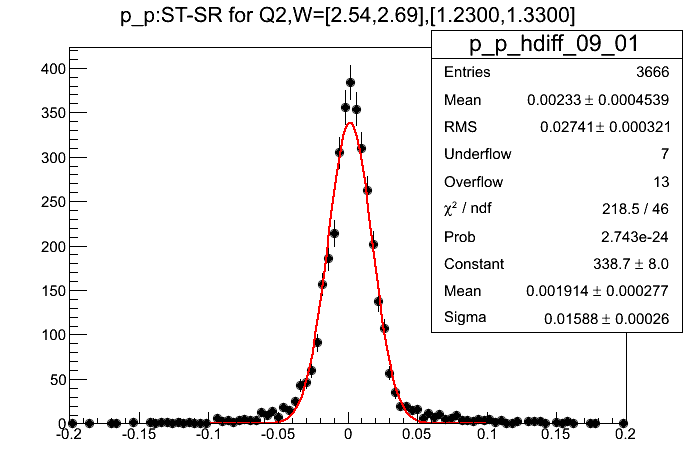 p_p:ST-SR for Q2,W=[2.54,2.69],[1.2300,1.3300]
p_p_hdiff_09_01
Entries 3666
Mean 0.00233 ± 0.0004539
RMS 0.02741 ± 0.000321
Underflow 7
Overflow 13
χ² / ndf 218.5 / 46
Prob 2.743e-24
Constant 338.7 ± 8.0
Mean 0.001914 ± 0.000277
Sigma 0.01588 ± 0.00026
400
350
300
250
200
150
100
50
0
-0.2 -0.15 -0.1 -0.05 0 0.05 0.1 0.15 0.2